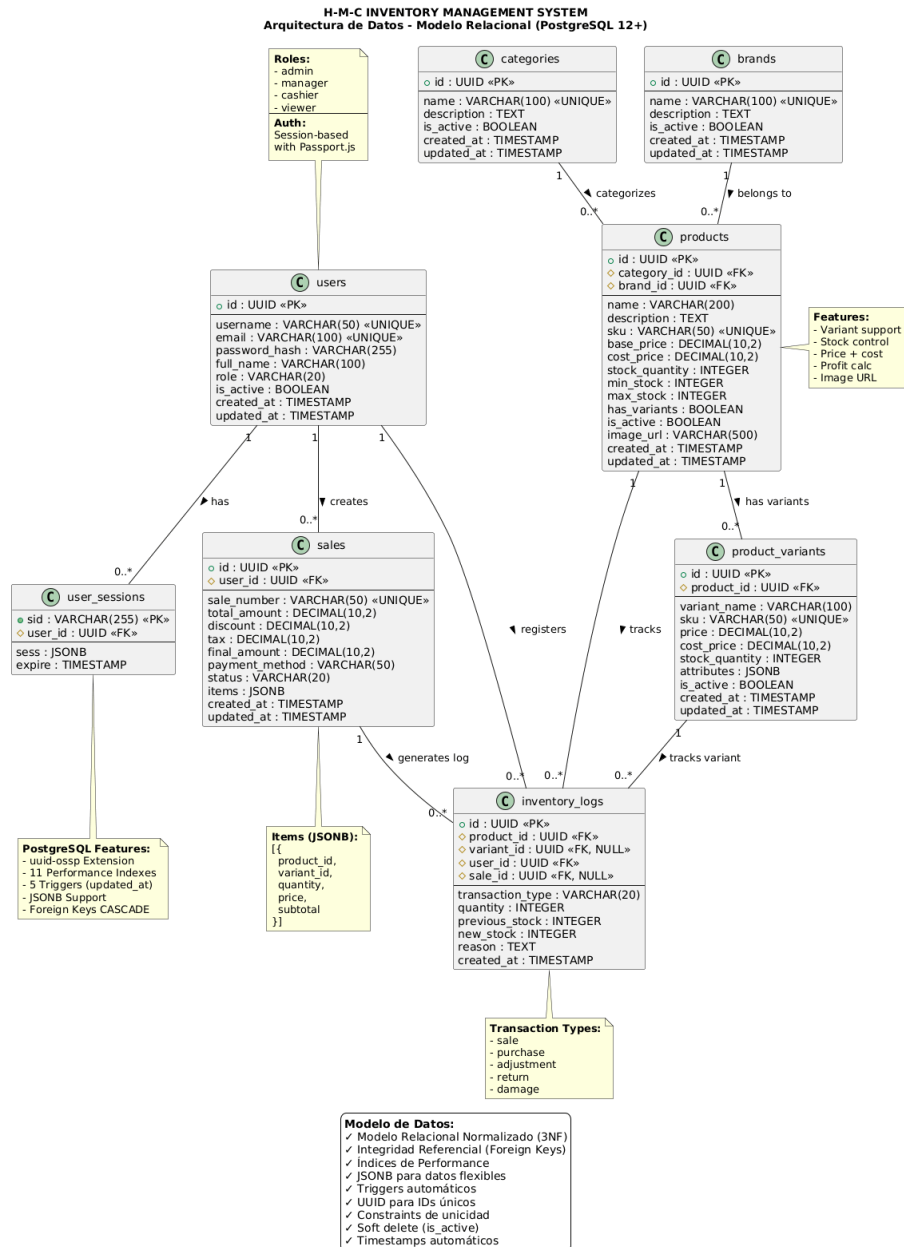 H-M-C INVENTORY MANAGEMENT SYSTEM
Arquitectura de Datos - Modelo Relacional (PostgreSQL 12+)
Roles:
- admin
- manager
- cashier
- viewer
Auth:
Session-based
with Passport.js
C categories
id : UUID «PK»
name : VARCHAR(100) «UNIQUE»
description : TEXT
is_active : BOOLEAN
created_at : TIMESTAMP
updated_at : TIMESTAMP
C brands
id : UUID «PK»
name : VARCHAR(100) «UNIQUE»
description : TEXT
is_active : BOOLEAN
created_at : TIMESTAMP
updated_at : TIMESTAMP
1
categorizes
0..*
1
belongs to
0..*
C users
id : UUID «PK»
username : VARCHAR(50) «UNIQUE»
email : VARCHAR(100) «UNIQUE»
password_hash : VARCHAR(255)
full_name : VARCHAR(100)
role : VARCHAR(20)
is_active : BOOLEAN
created_at : TIMESTAMP
updated_at : TIMESTAMP
C products
id : UUID «PK»
category_id : UUID «FK»
brand_id : UUID «FK»
name : VARCHAR(200)
description : TEXT
sku : VARCHAR(50) «UNIQUE»
base_price : DECIMAL(10,2)
cost_price : DECIMAL(10,2)
stock_quantity : INTEGER
min_stock : INTEGER
max_stock : INTEGER
has_variants : BOOLEAN
is_active : BOOLEAN
image_url : VARCHAR(500)
created_at : TIMESTAMP
updated_at : TIMESTAMP
Features:
- Variant support
- Stock control
- Price + cost
- Profit calc
- Image URL
1
has
0..*
1
creates
0..*
1
registers
0..*
1
tracks
0..*
1
has variants
0..*
C user_sessions
sid : VARCHAR(255) «PK»
user_id : UUID «FK»
sess : JSONB
expire : TIMESTAMP
C sales
id : UUID «PK»
user_id : UUID «FK»
sale_number : VARCHAR(50) «UNIQUE»
total_amount : DECIMAL(10,2)
discount : DECIMAL(10,2)
tax : DECIMAL(10,2)
final_amount : DECIMAL(10,2)
payment_method : VARCHAR(50)
status : VARCHAR(20)
items : JSONB
created_at : TIMESTAMP
updated_at : TIMESTAMP
C product_variants
id : UUID «PK»
product_id : UUID «FK»
variant_name : VARCHAR(100)
sku : VARCHAR(50) «UNIQUE»
price : DECIMAL(10,2)
cost_price : DECIMAL(10,2)
stock_quantity : INTEGER
attributes : JSONB
is_active : BOOLEAN
created_at : TIMESTAMP
updated_at : TIMESTAMP
1
generates log
0..*
1
tracks variant
0..*
PostgreSQL Features:
- uuid-ossp Extension
- 11 Performance Indexes
- 5 Triggers (updated_at)
- JSONB Support
- Foreign Keys CASCADE
Items (JSONB):
[{
product_id,
variant_id,
quantity,
price,
subtotal
}]
C inventory_logs
id : UUID «PK»
product_id : UUID «FK»
variant_id : UUID «FK, NULL»
user_id : UUID «FK»
sale_id : UUID «FK, NULL»
transaction_type : VARCHAR(20)
quantity : INTEGER
previous_stock : INTEGER
new_stock : INTEGER
reason : TEXT
created_at : TIMESTAMP
Transaction Types:
- sale
- purchase
- adjustment
- return
- damage
Modelo de Datos:
✓ Modelo Relacional Normalizado (3NF)
✓ Integridad Referencial (Foreign Keys)
✓ Índices de Performance
✓ JSONB para datos flexibles
✓ Triggers automáticos
✓ UUID para IDs únicos
✓ Constraints de unicidad
✓ Soft delete (is_active)
✓ Timestamps automáticos